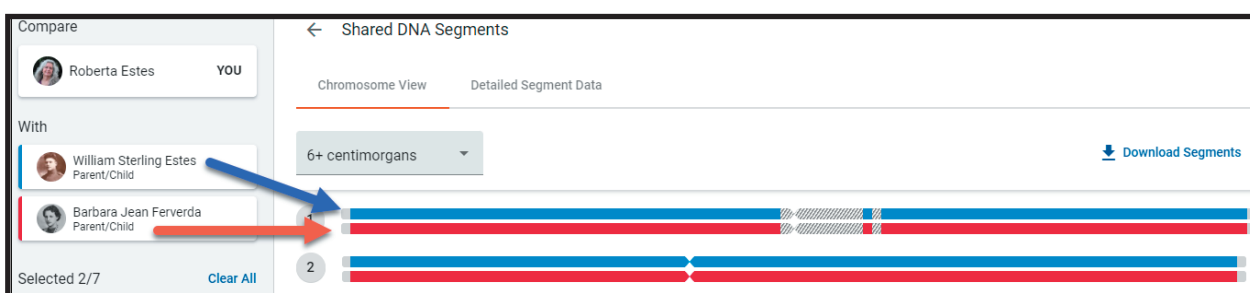 Compare
Roberta Estes YOU
With
William Sterling Estes
Parent/Child
Barbara Jean Ferverda
Parent/Child
Selected 2/7 Clear All
← Shared DNA Segments
Chromosome View Detailed Segment Data
6+ centimorgans
Download Segments
1
2